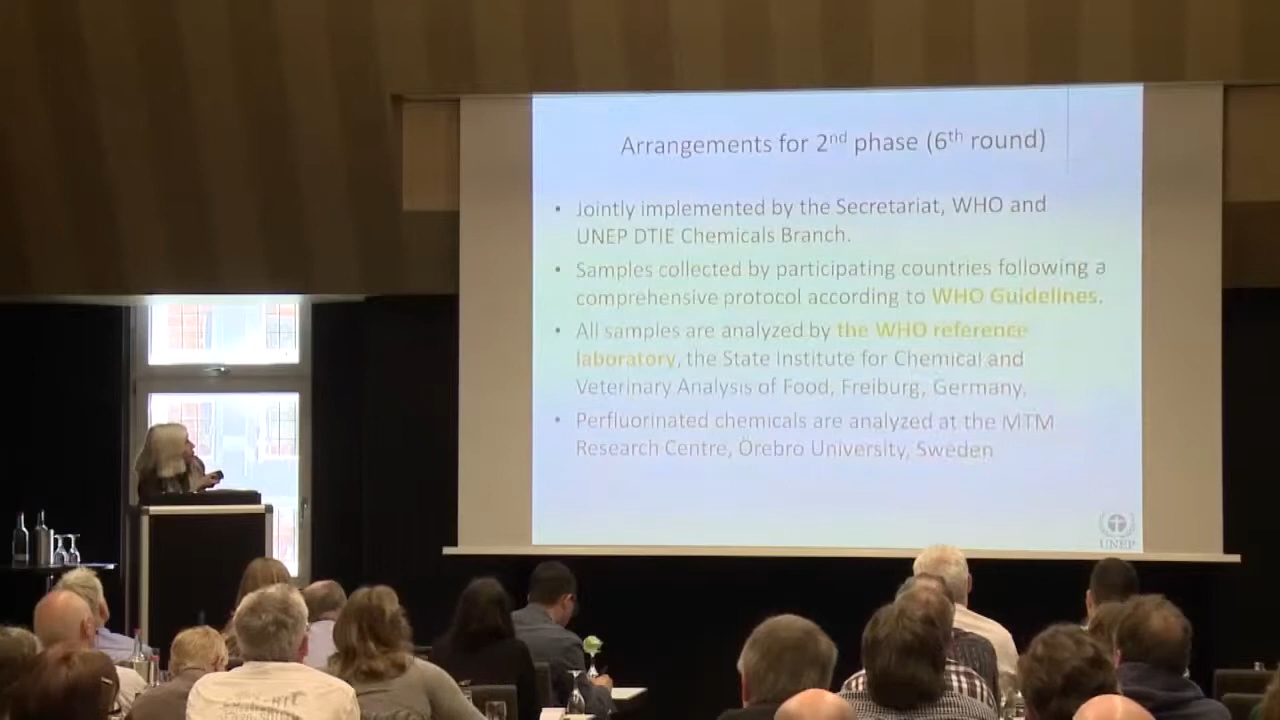 Arrangements for 2nd phase (6th round)
• Jointly implemented by the Secretariat, WHO and
UNEP DTIE Chemicals Branch.
• Samples collected by participating countries following a
comprehensive protocol according to WHO Guidelines.
• All samples are analyzed by the WHO reference
laboratory, the State Institute for Chemical and
Veterinary Analysis of Food, Freiburg, Germany.
• Perfluorinated chemicals are analyzed at the MTM
Research Centre, Örebro University, Sweden
UNEP